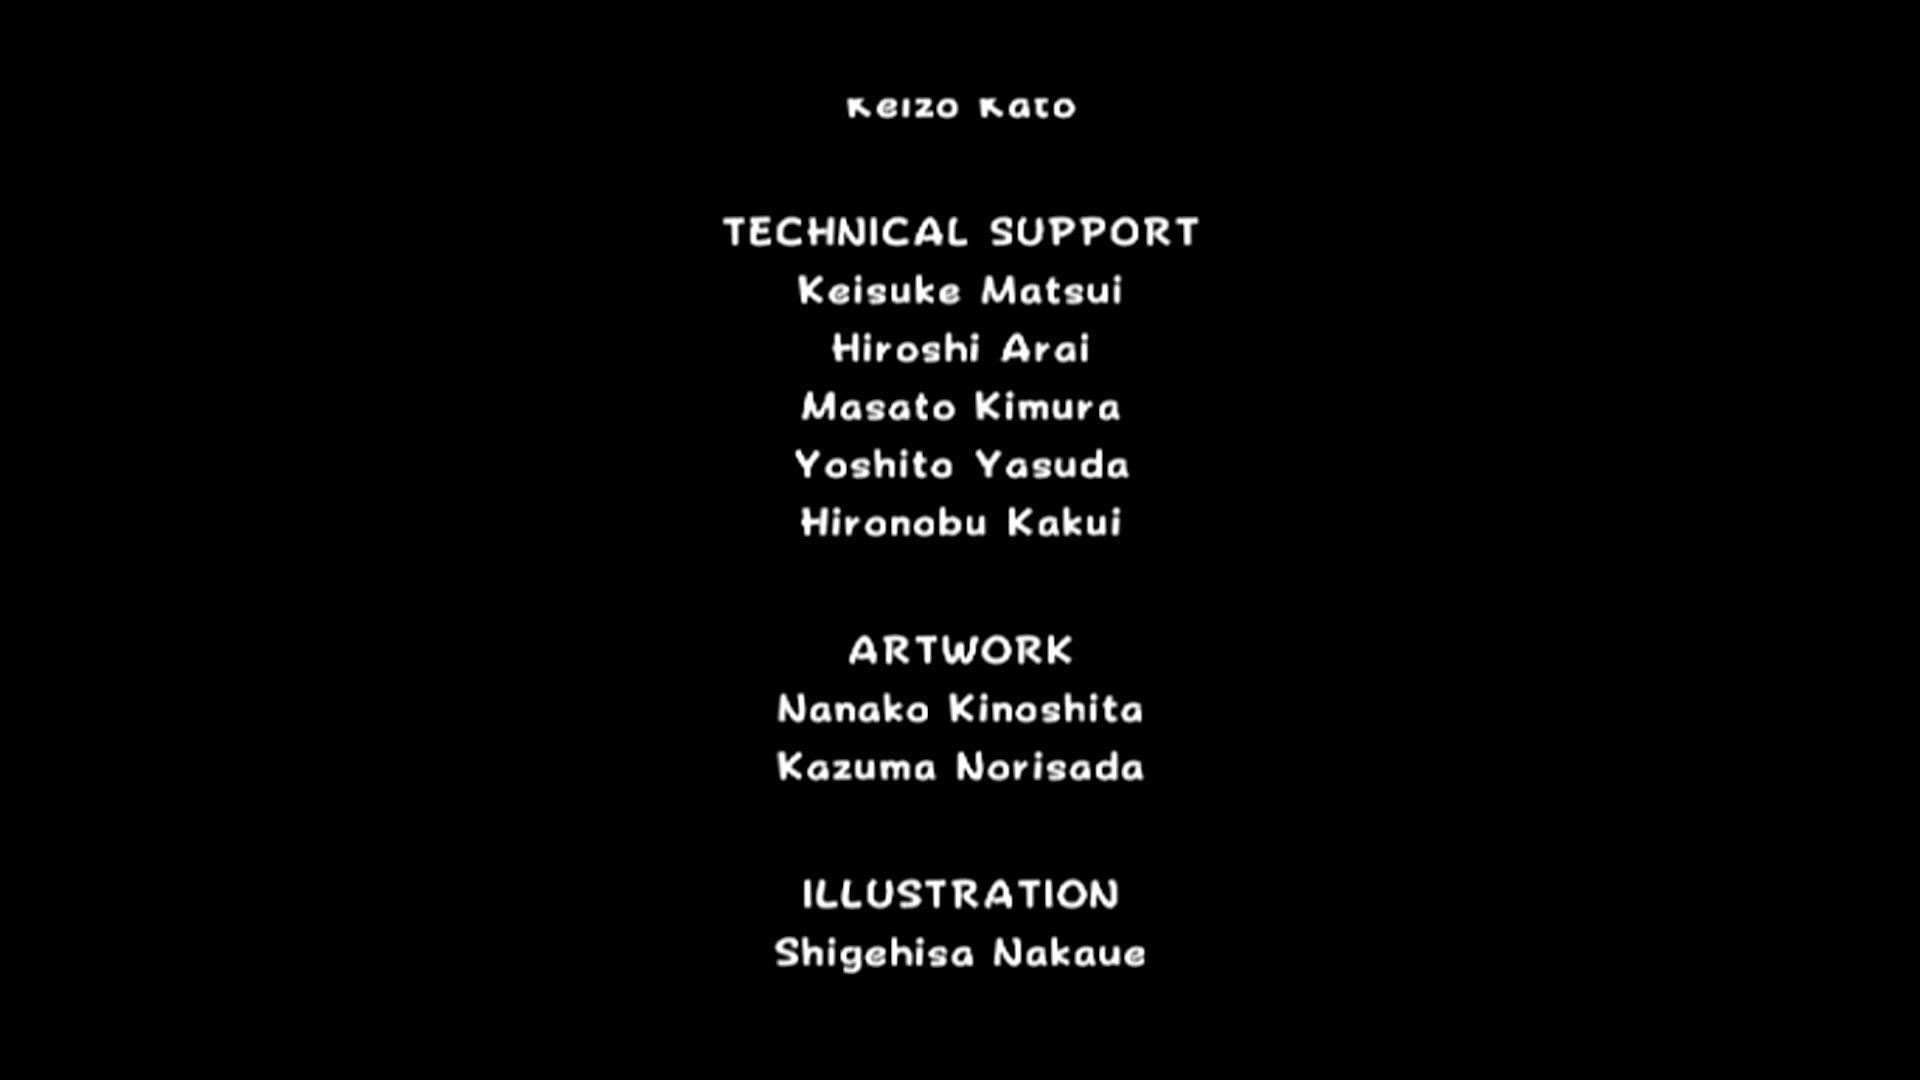 Keizo Kato
TECHNICAL SUPPORT
Keisuke Matsui
Hiroshi Arai
Masato Kimura
Yoshito Yasuda
Hironobu Kakui
ARTWORK
Nanako Kinoshita
Kazuma Norisada
ILLUSTRATION
Shigehisa Nakaue